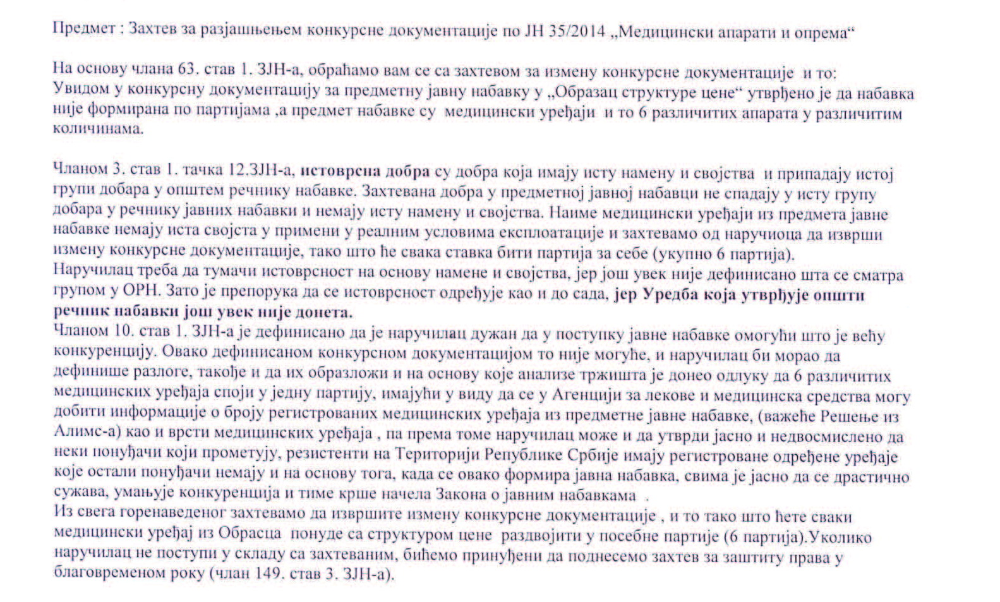 Предмет : Захтев за разјашњењем конкурсне документације по ЈН 35/2014 „Медицински апарати и опрема“
На основу члана 63. став 1. ЗЈН-а, обраћамо вам се са захтевом за измену конкурсне документације и то:
Увидом у конкурсну документацију за предметну јавну набавку у „Образац структуре цене“ утврђено је да набавка
није формирана по партијама ,а предмет набавке су медицински уређаји и то 6 различитих апарата у различитим
количинама.
Чланом 3. став 1. тачка 12.ЗЈН-а, истоврсна добра су добра која имају исту намену и својства и припадају истој
групи добара у општем речнику набавке. Захтевана добра у предметној јавној набавци не спадају у исту групу
добара у речнику јавних набавки и немају исту намену и својства. Наиме медицински уређаји из предмета јавне
набавке немају иста својста у примени у реалним условима експлоатације и захтевамо од наручиоца да изврши
измену конкурсне документације, тако што ће свака ставка бити партија за себе (укупно 6 партија).
Наручилац треба да тумачи истоврсност на основу намене и својства, јер још увек није дефинисано шта се сматра
групом у ОРН. Зато је препорука да се истоврсност одређује као и до сада, јер Уредба која утврђује општи
речник набавки још увек није донета.
Чланом 10. став 1. ЗЈН-а је дефинисано да је наручилац дужан да у поступку јавне набавке омогући што је већу
конкуренцију. Овако дефинисаном конкурсном документацијом то није могуће, и наручилац би морао да
дефинише разлоге, такође и да их образложи и на основу које анализе тржишта је донео одлуку да 6 различитих
медицинских уређаја споји у једну партију, имајући у виду да се у Агенцији за лекове и медицинска средства могу
добити информације о броју регистрованих медицинских уређаја из предметне јавне набавке, (важеће Решење из
Алимс-а) као и врсти медицинских уређаја , па према томе наручилац може и да утврди јасно и недвосмислено да
неки понуђачи који прометују, резистенти на Територији Републике Србије имају регистроване одређене уређаје
које остали понуђачи немају и на основу тога, када се овако формира јавна набавка, свима је јасно да се драстично
сужава, умањује конкуренција и тиме крше начела Закона о јавним набавкама .
Из свега горенаведеног захтевамо да извршите измену конкурсне документације , и то тако што ћете сваки
медицински уређај из Обрасца понуде са структуром цене раздвојити у посебне партије (6 партија).Уколико
наручилац не поступи у складу са захтеваним, бићемо принуђени да поднесемо захтев за заштиту права у
благовременом року (члан 149. став 3. ЗЈН-а).